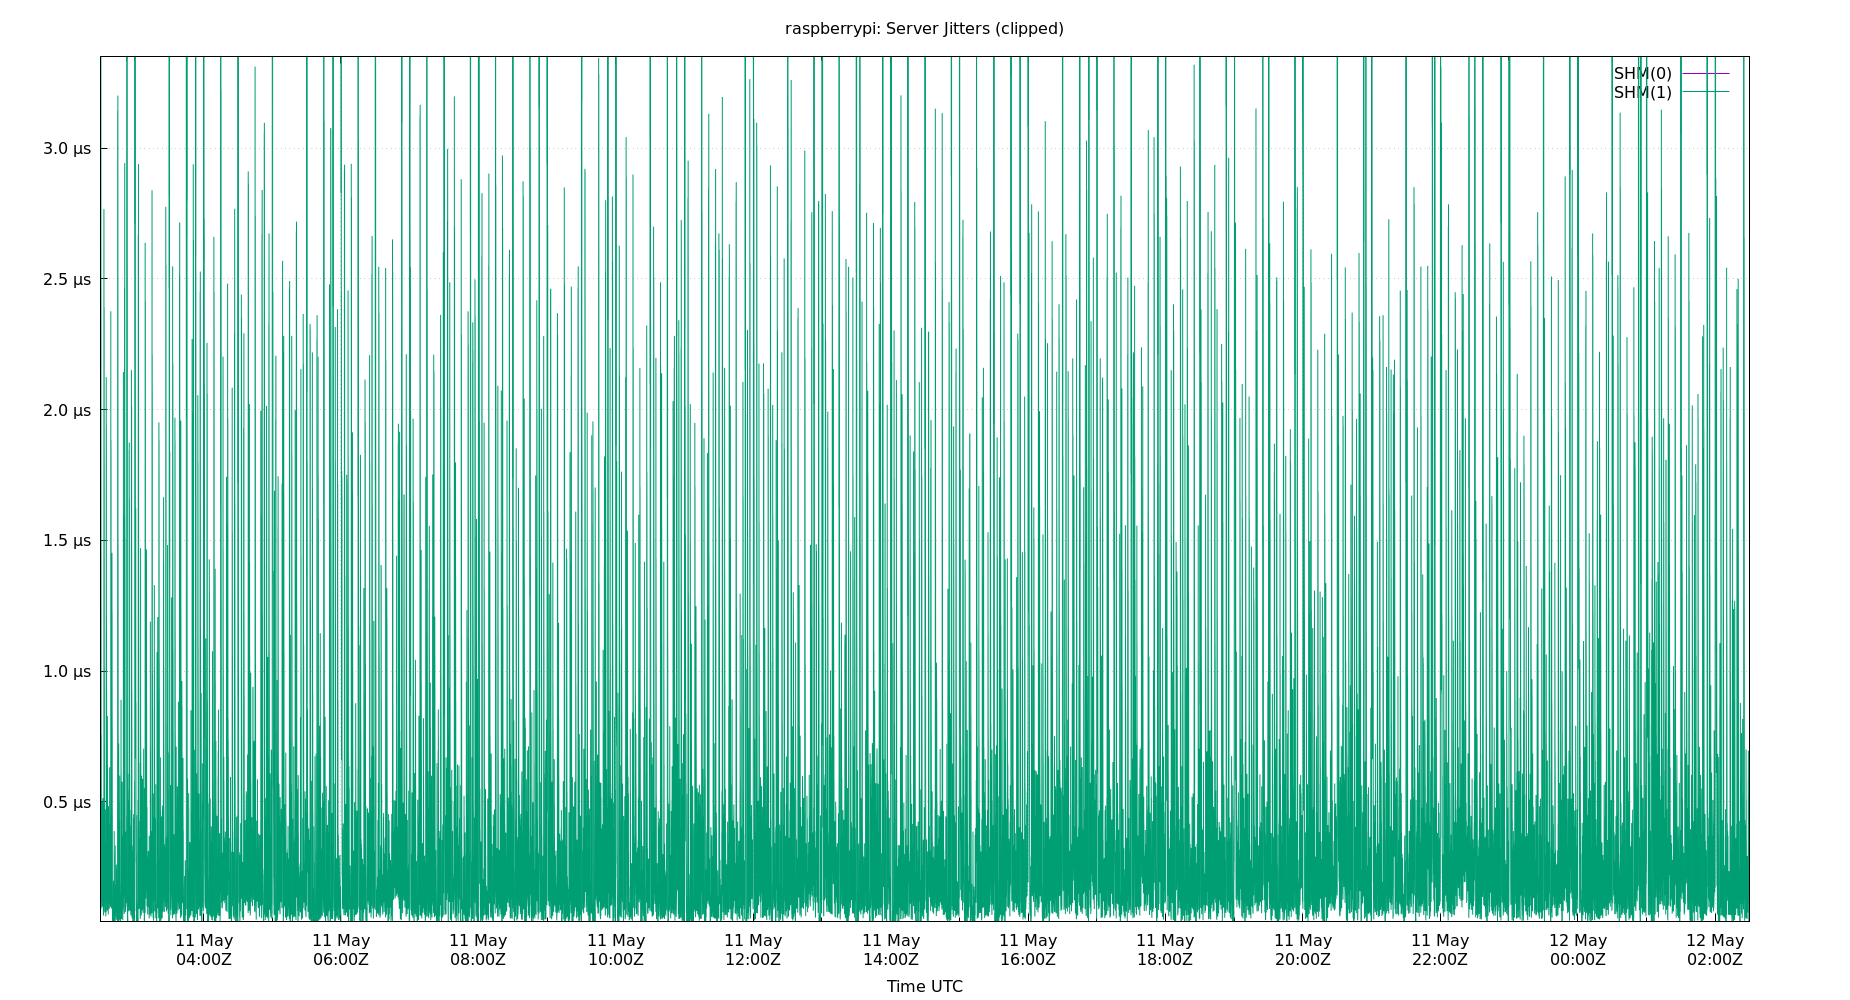 raspberrypi: Server Jitters (clipped)
SHM(0)
SHM(1)
3.0 µs
2.5 µs
2.0 µs
1.5 µs
1.0 µs
0.5 µs
11 May 11 May 11 May 11 May 11 May 11 May 11 May 11 May 11 May 11 May 12 May 12 May
04:00Z 06:00Z 08:00Z 10:00Z 12:00Z 14:00Z 16:00Z 18:00Z 20:00Z 22:00Z 00:00Z 02:00Z
Time UTC